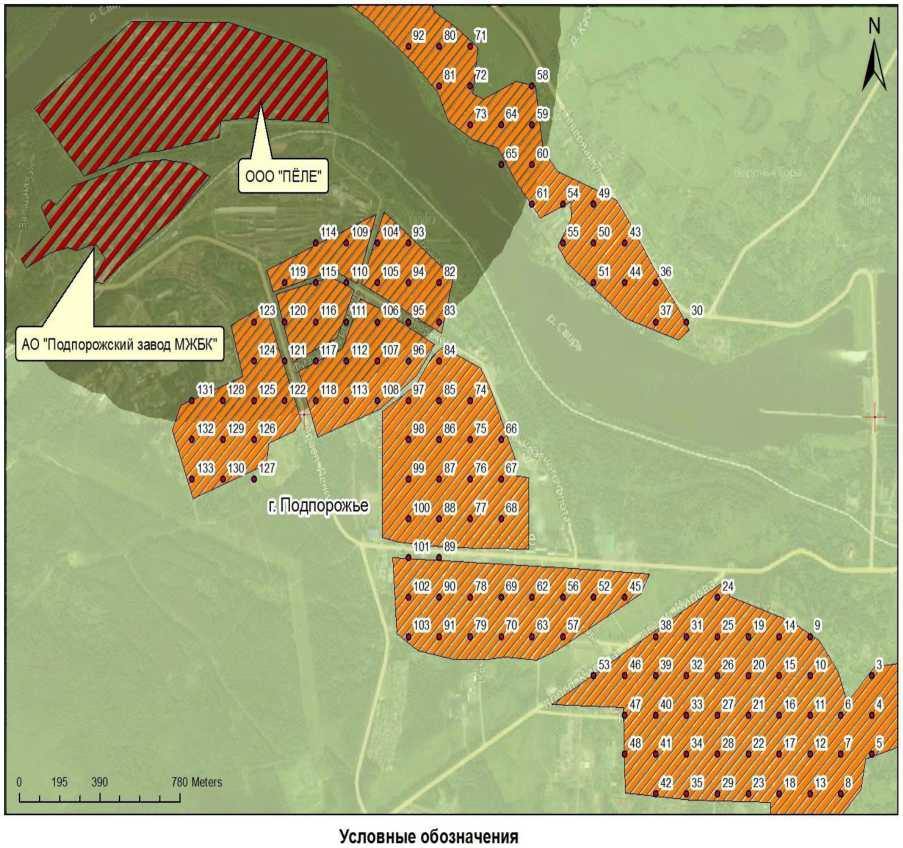 р. Свирь
N
92 80 71
81 72 58
73 64 59
ООО "ПЁЛЕ"
65 60
61 54 49
114 109 104 93 55 50 43
119 115 110 105 94 82 51 44 36
123 120 116 111 106 95 83 37 30
р. Свирь
АО "Подпорожский завод МЖБК"
124 121 117 112 107 96 84
131 128 125 122 118 113 108 97 85 74
132 129 126 98 86 75 66
133 130 127 99 87 76 67
г. Подпорожье
100 88 77 68
101 89
102 90 78 69 62 56 52 45 24
103 91 79 70 63 57 38 31 25 19 14 9
53 46 39 32 26 20 15 10 3
47 40 33 27 21 16 11 6 4
48 41 34 28 22 17 12 7 5
42 35 29 23 18 13 8
0 195 390 780 Meters
Условные обозначения